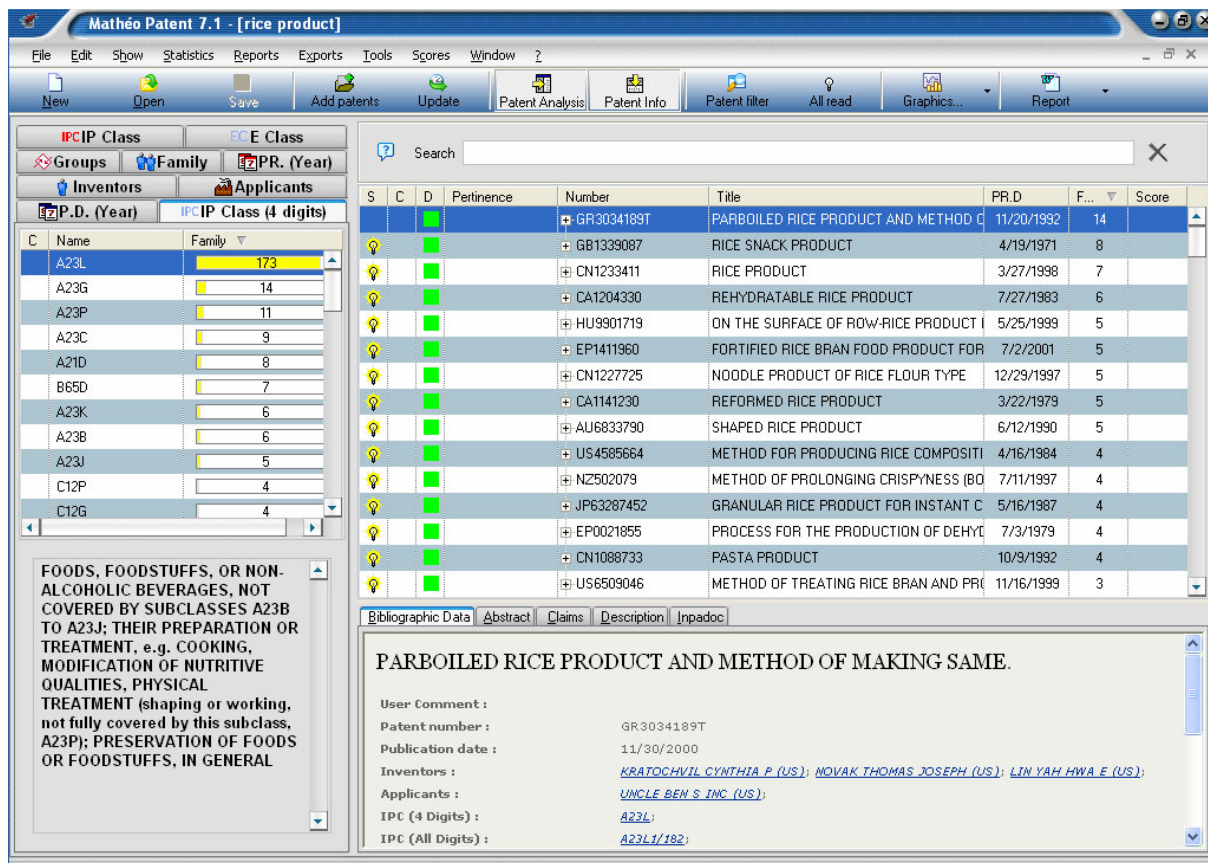 Mathéo Patent 7.1 - [rice product]
File Edit Show Statistics Reports Exports Tools Scores Window ?
New Open Save Add patents Update Patent Analysis Patent Info Patent filter All read Graphics... Report
IPC IP Class EC E Class
Groups Family PR. (Year)
Inventors Applicants
P.D. (Year) IPC IP Class (4 digits)
C Name Family
A23L 173
A23G 14
A23P 11
A23C 9
A21D 8
B65D 7
A23K 6
A23B 6
A23J 5
C12P 4
C12G 4
FOODS, FOODSTUFFS, OR NON-
ALCOHOLIC BEVERAGES, NOT
COVERED BY SUBCLASSES A23B
TO A23J; THEIR PREPARATION OR
TREATMENT, e.g. COOKING,
MODIFICATION OF NUTRITIVE
QUALITIES, PHYSICAL
TREATMENT (shaping or working,
not fully covered by this subclass,
A23P); PRESERVATION OF FOODS
OR FOODSTUFFS, IN GENERAL
Search
S C D Pertinence Number Title PR.D F... Score
GR3034189T PARBOILED RICE PRODUCT AND METHOD C 11/20/1992 14
GB1339087 RICE SNACK PRODUCT 4/19/1971 8
CN1233411 RICE PRODUCT 3/27/1998 7
CA1204330 REHYDRATABLE RICE PRODUCT 7/27/1983 6
HU9901719 ON THE SURFACE OF ROW-RICE PRODUCT 5/25/1999 5
EP1411960 FORTIFIED RICE BRAN FOOD PRODUCT FOR 7/2/2001 5
CN1227725 NOODLE PRODUCT OF RICE FLOUR TYPE 12/29/1997 5
CA1141230 REFORMED RICE PRODUCT 3/22/1979 5
AU6833790 SHAPED RICE PRODUCT 6/12/1990 5
US4585664 METHOD FOR PRODUCING RICE COMPOSITI 4/16/1984 4
NZ502079 METHOD OF PROLONGING CRISPYNESS (BO 7/11/1997 4
JP63287452 GRANULAR RICE PRODUCT FOR INSTANT C 5/16/1987 4
EP0021855 PROCESS FOR THE PRODUCTION OF DEHYD 7/3/1979 4
CN1088733 PASTA PRODUCT 10/9/1992 4
US6509046 METHOD OF TREATING RICE BRAN AND PR 11/16/1999 3
Bibliographic Data Abstract Claims Description Inpadoc
PARBOILED RICE PRODUCT AND METHOD OF MAKING SAME.
User Comment :
Patent number : GR3034189T
Publication date : 11/30/2000
Inventors : KRATOCHVIL CYNTHIA P (US); NOVAK THOMAS JOSEPH (US); LIN YAH HWA E (US);
Applicants : UNCLE BEN S INC (US);
IPC (4 Digits) : A23L;
IPC (All Digits) : A23L1/182;